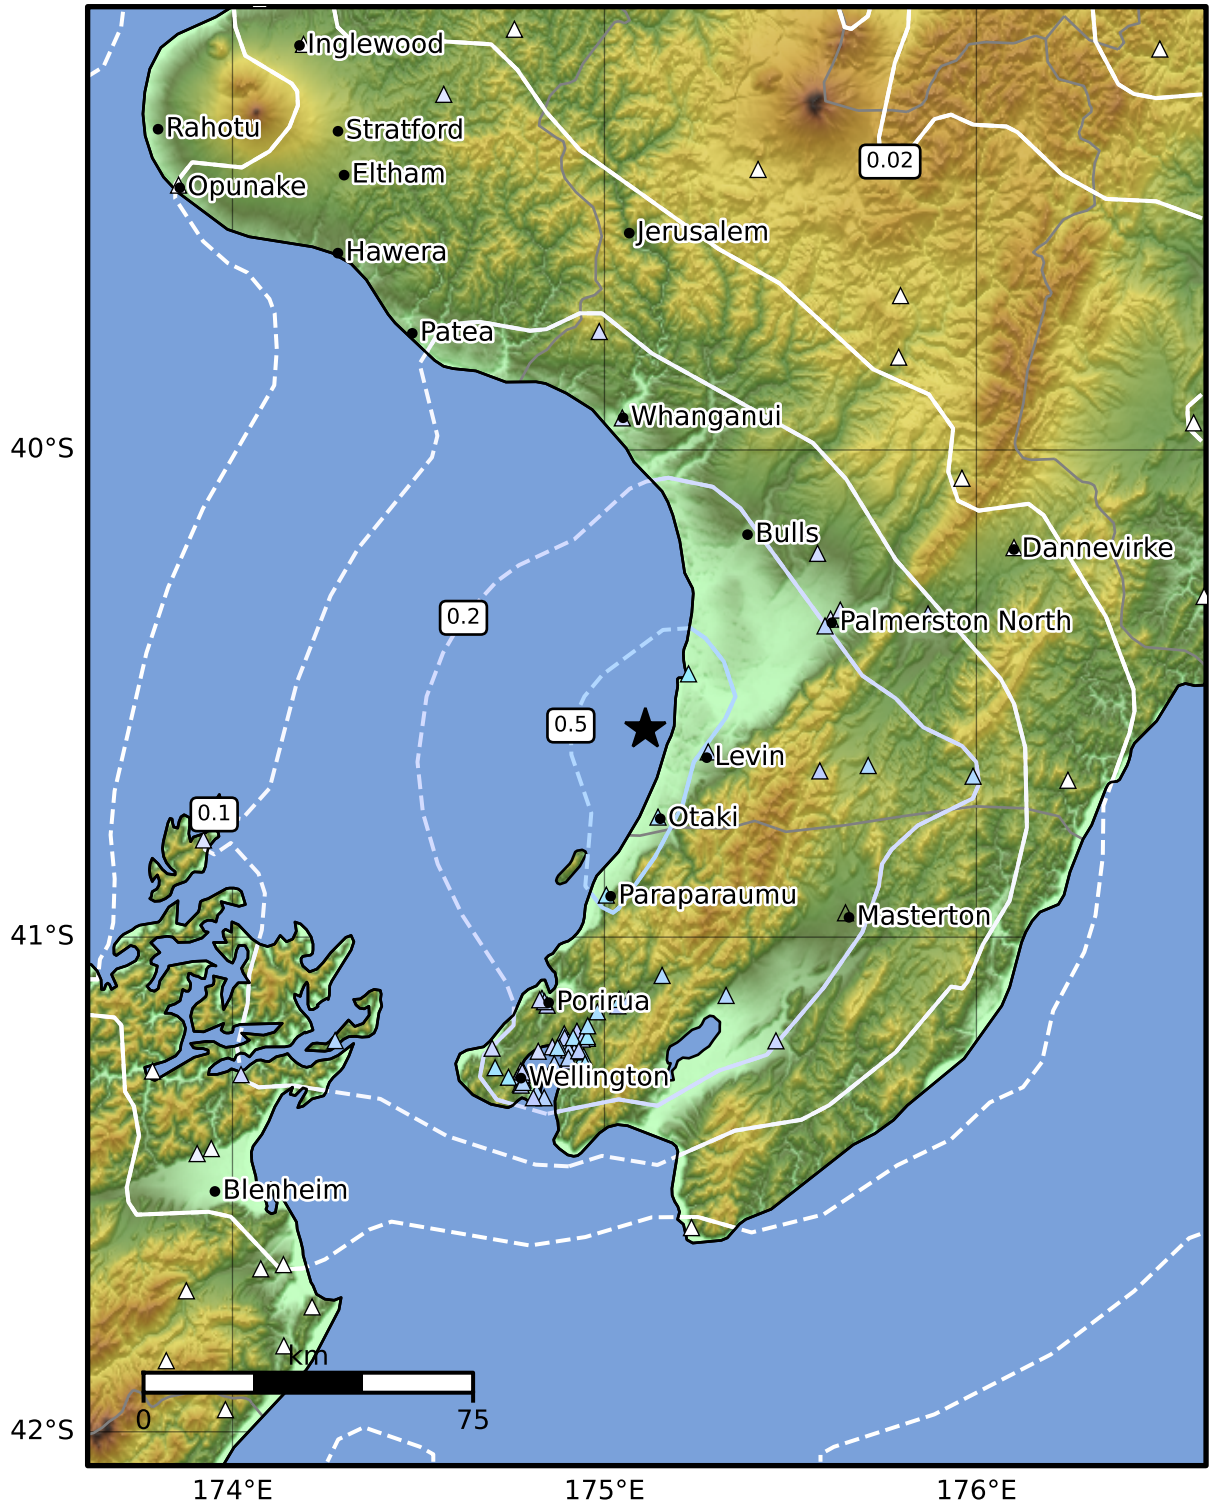 Inglewood
Rahotu
Stratford
0.02
Eltham
Opunake
Jerusalem
Hawera
Patea
Whanganui
40°S
Bulls
Dannevirke
0.2
Palmerston North
0.5
Levin
0.1
Otaki
Paraparaumu
Masterton
41°S
Porirua
Wellington
Blenheim
km
0
75
42°S
174°E
175°E
176°E